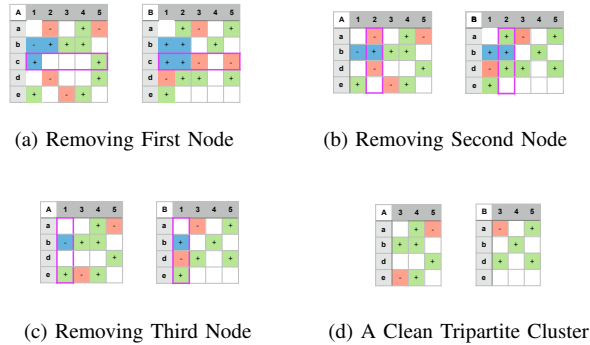 A 1 2 3 4 5
a - + -
b - + + +
c + +
d - +
e + - +
B 1 2 3 4 5
a + - +
b + + +
c + + - -
d - + + +
e +
(a) Removing First Node
A 1 2 3 4 5
a - + -
b - + + +
d - +
e + - +
B 1 2 3 4 5
a + - +
b + + +
d - + + +
e +
(b) Removing Second Node
A 1 3 4 5
a + -
b - + +
d +
e + - +
B 1 3 4 5
a - +
b + +
d - + +
e +
(c) Removing Third Node
A 3 4 5
a + -
b + +
d +
e - +
B 3 4 5
a - +
b +
d + +
e
(d) A Clean Tripartite Cluster